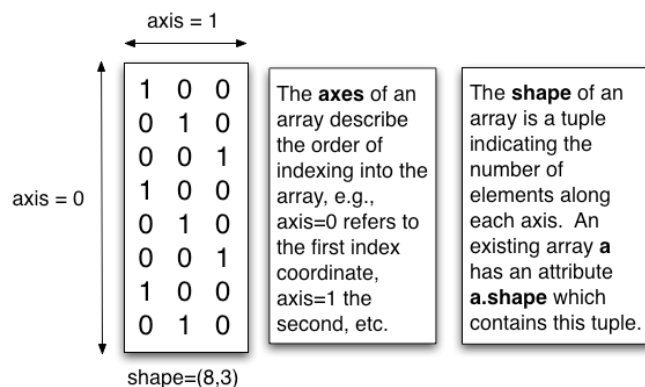 axis = 1
axis = 0
1 0 0
0 1 0
0 0 1
1 0 0
0 1 0
0 0 1
1 0 0
0 1 0
shape=(8,3)
The axes of an
array describe
the order of
indexing into the
array, e.g.,
axis=0 refers to
the first index
coordinate,
axis=1 the
second, etc.
The shape of an
array is a tuple
indicating the
number of
elements along
each axis. An
existing array a
has an attribute
a.shape which
contains this tuple.